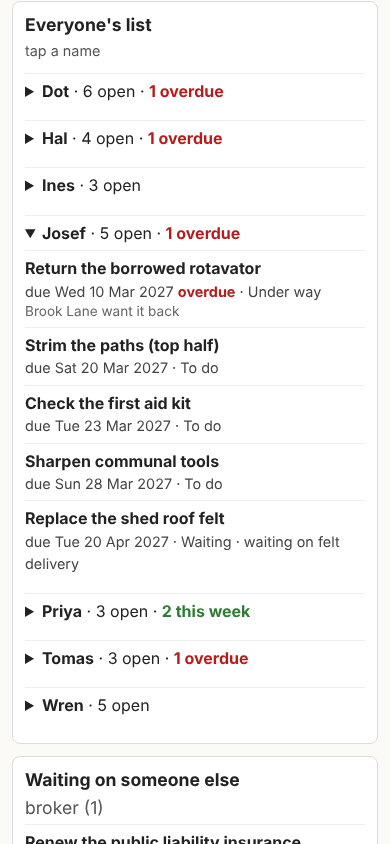 Everyone's list
tap a name
▶ Dot · 6 open · 1 overdue
▶ Hal · 4 open · 1 overdue
▶ Ines · 3 open
▼ Josef · 5 open · 1 overdue
Return the borrowed rotavator
due Wed 10 Mar 2027 overdue · Under way
Brook Lane want it back
Strim the paths (top half)
due Sat 20 Mar 2027 · To do
Check the first aid kit
due Tue 23 Mar 2027 · To do
Sharpen communal tools
due Sun 28 Mar 2027 · To do
Replace the shed roof felt
due Tue 20 Apr 2027 · Waiting · waiting on felt
delivery
▶ Priya · 3 open · 2 this week
▶ Tomas · 3 open · 1 overdue
▶ Wren · 5 open
Waiting on someone else
broker (1)
Renew the public liability insurance